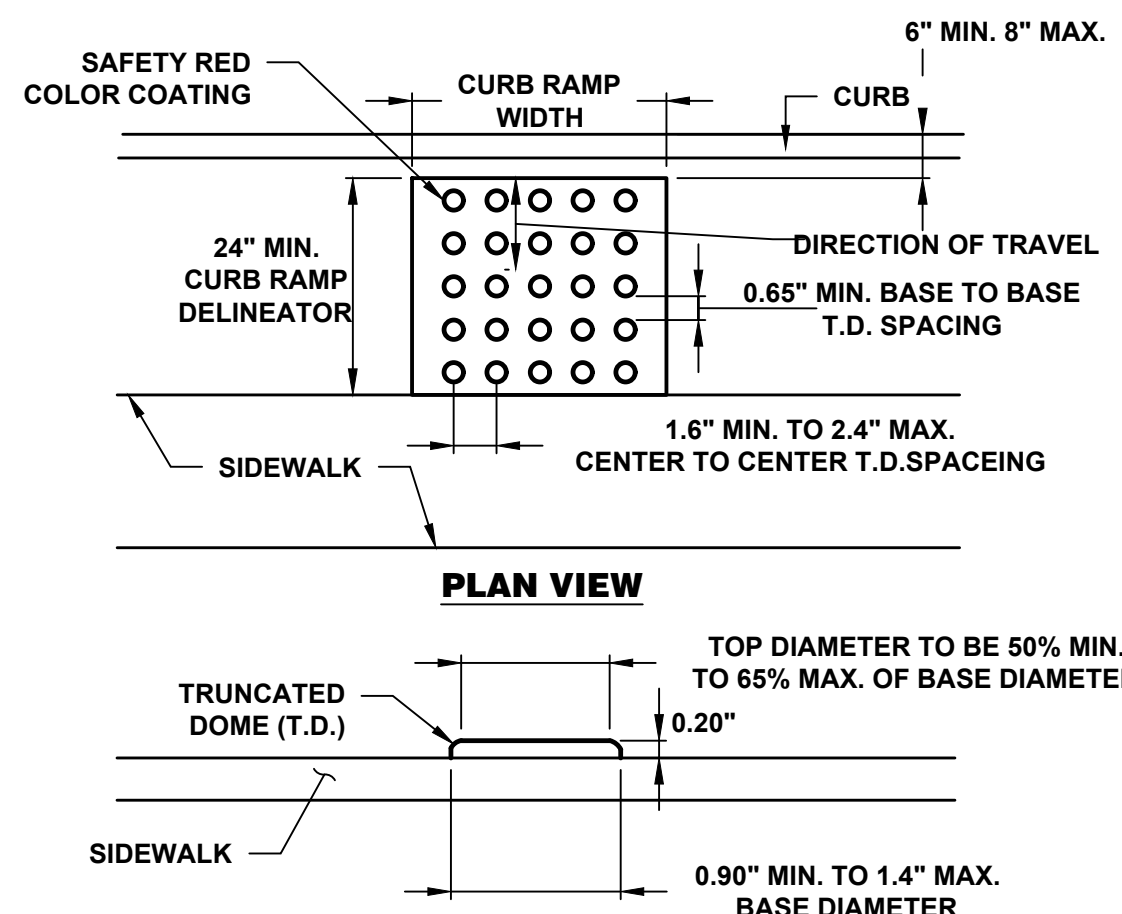 6" MIN. 8" MAX.
SAFETY RED
COLOR COATING
CURB RAMP
WIDTH
CURB
24" MIN.
CURB RAMP
DELINEATOR
DIRECTION OF TRAVEL
0.65" MIN. BASE TO BASE
T.D. SPACING
1.6" MIN. TO 2.4" MAX.
CENTER TO CENTER T.D.SPACEING
SIDEWALK
PLAN VIEW
TOP DIAMETER TO BE 50% MIN.
TO 65% MAX. OF BASE DIAMETER
TRUNCATED
DOME (T.D.)
0.20"
SIDEWALK
0.90" MIN. TO 1.4" MAX.
BASE DIAMETER